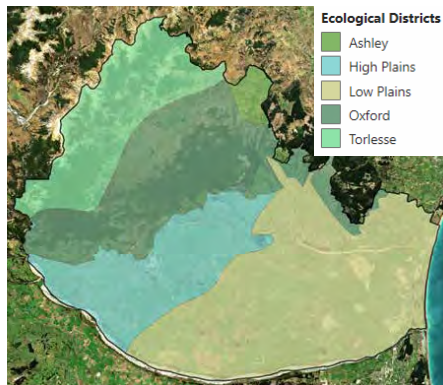 Ecological Districts
Ashley
High Plains
Low Plains
Oxford
Torlesse